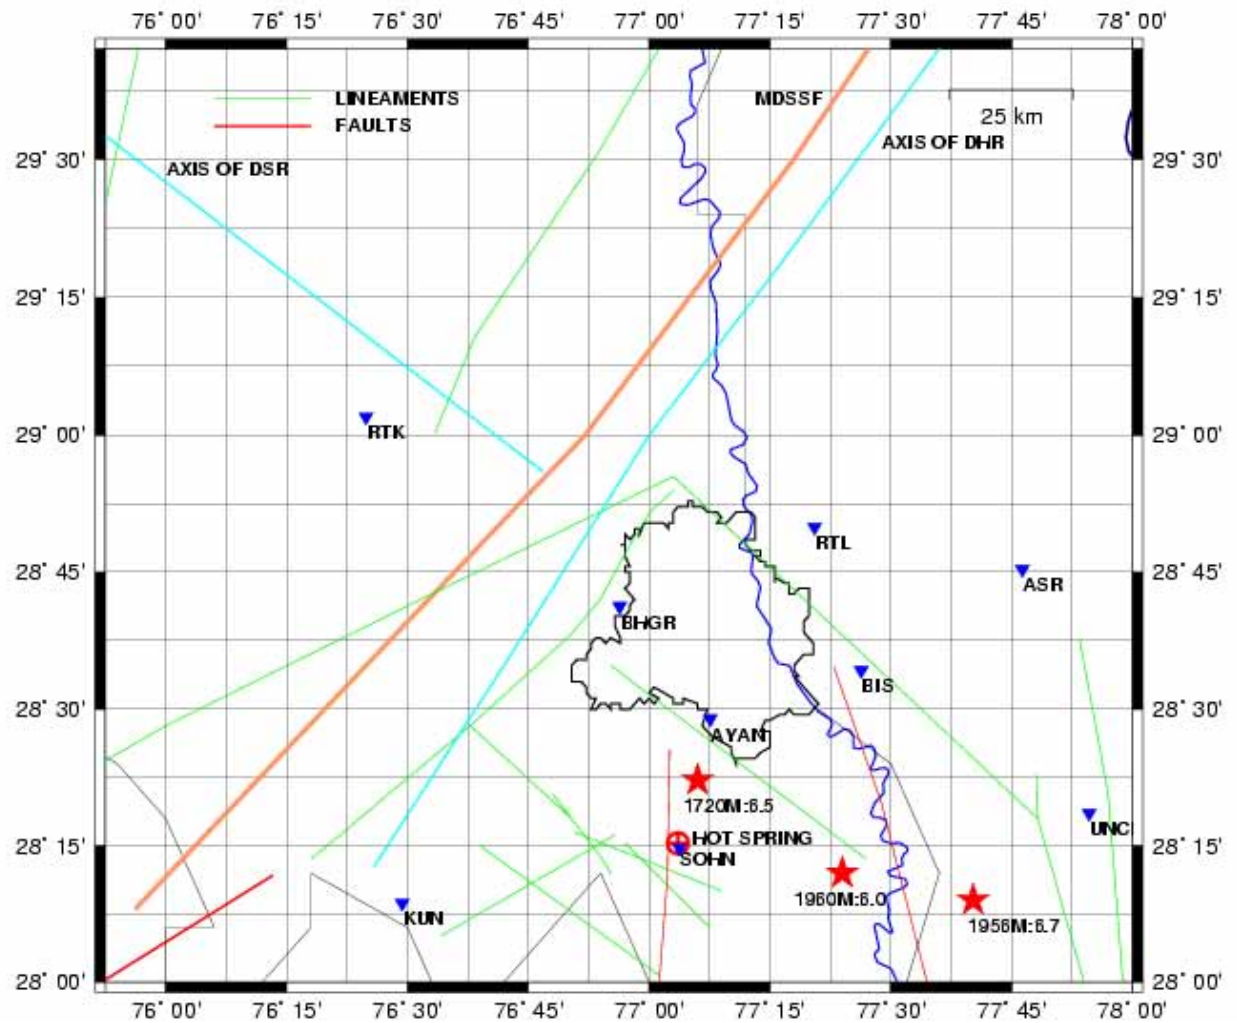 76° 00' 76° 15' 76° 30' 76° 45' 77° 00' 77° 15' 77° 30' 77° 45' 78° 00'
LINEAMENTS
FAULTS
MDSSF
25 km
AXIS OF DHR
29° 30' 29° 30'
AXIS OF DSR
29° 15' 29° 15'
RTK
29° 00' 29° 00'
RTL
28° 45' 28° 45'
ASR
BHGR
BIS
28° 30' 28° 30'
AYAN
1720M:6.5
UNCI
HOT SPRING
28° 15' 28° 15'
SOHN
1960M:6.0
KUN
1956M:6.7
28° 00' 28° 00'
76° 00' 76° 15' 76° 30' 76° 45' 77° 00' 77° 15' 77° 30' 77° 45' 78° 00'